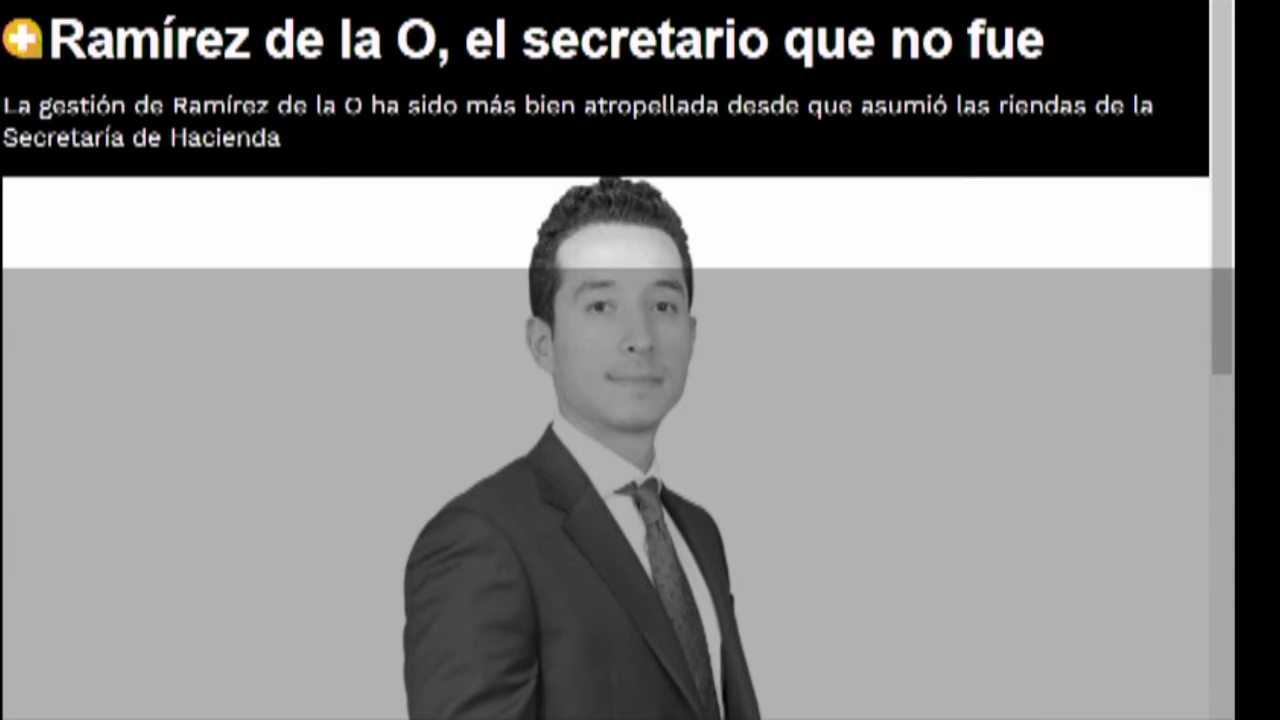 Ramírez de la O, el secretario que no fue
La gestión de Ramírez de la O ha sido más bien atropellada desde que asumió las riendas de la
Secretaría de Hacienda